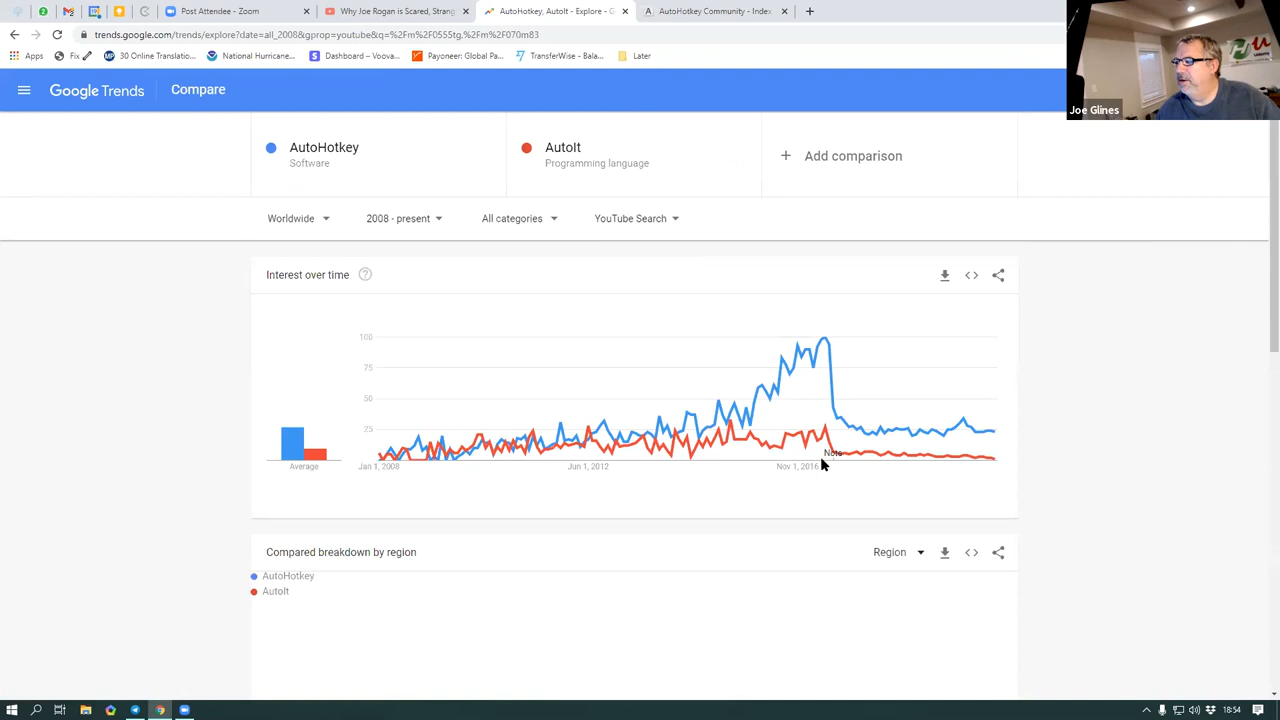 Post Attendee - Zoom
Why Joe Rogan is Scared, Strang
AutoHotkey, AutoIt - Explore - G
AutoHotkey Community - Index
trends.google.com/trends/explore?date=all_2008&gprop=youtube&q=%2Fm%2F0555tg,%2Fm%2F070m83
Apps
Fix
30 Online Translatio...
National Hurricane...
Dashboard – Voova...
Payoneer: Global Pa...
TransferWise - Bala...
Later
Joe Glines
Google Trends
Compare
AutoHotkey
Software
AutoIt
Programming language
Add comparison
Worldwide
2008 - present
All categories
YouTube Search
Interest over time
100
75
50
25
Average
Jan 1, 2008
Jun 1, 2012
Nov 1, 2016
Note
Compared breakdown by region
Region
AutoHotkey
AutoIt
18:54